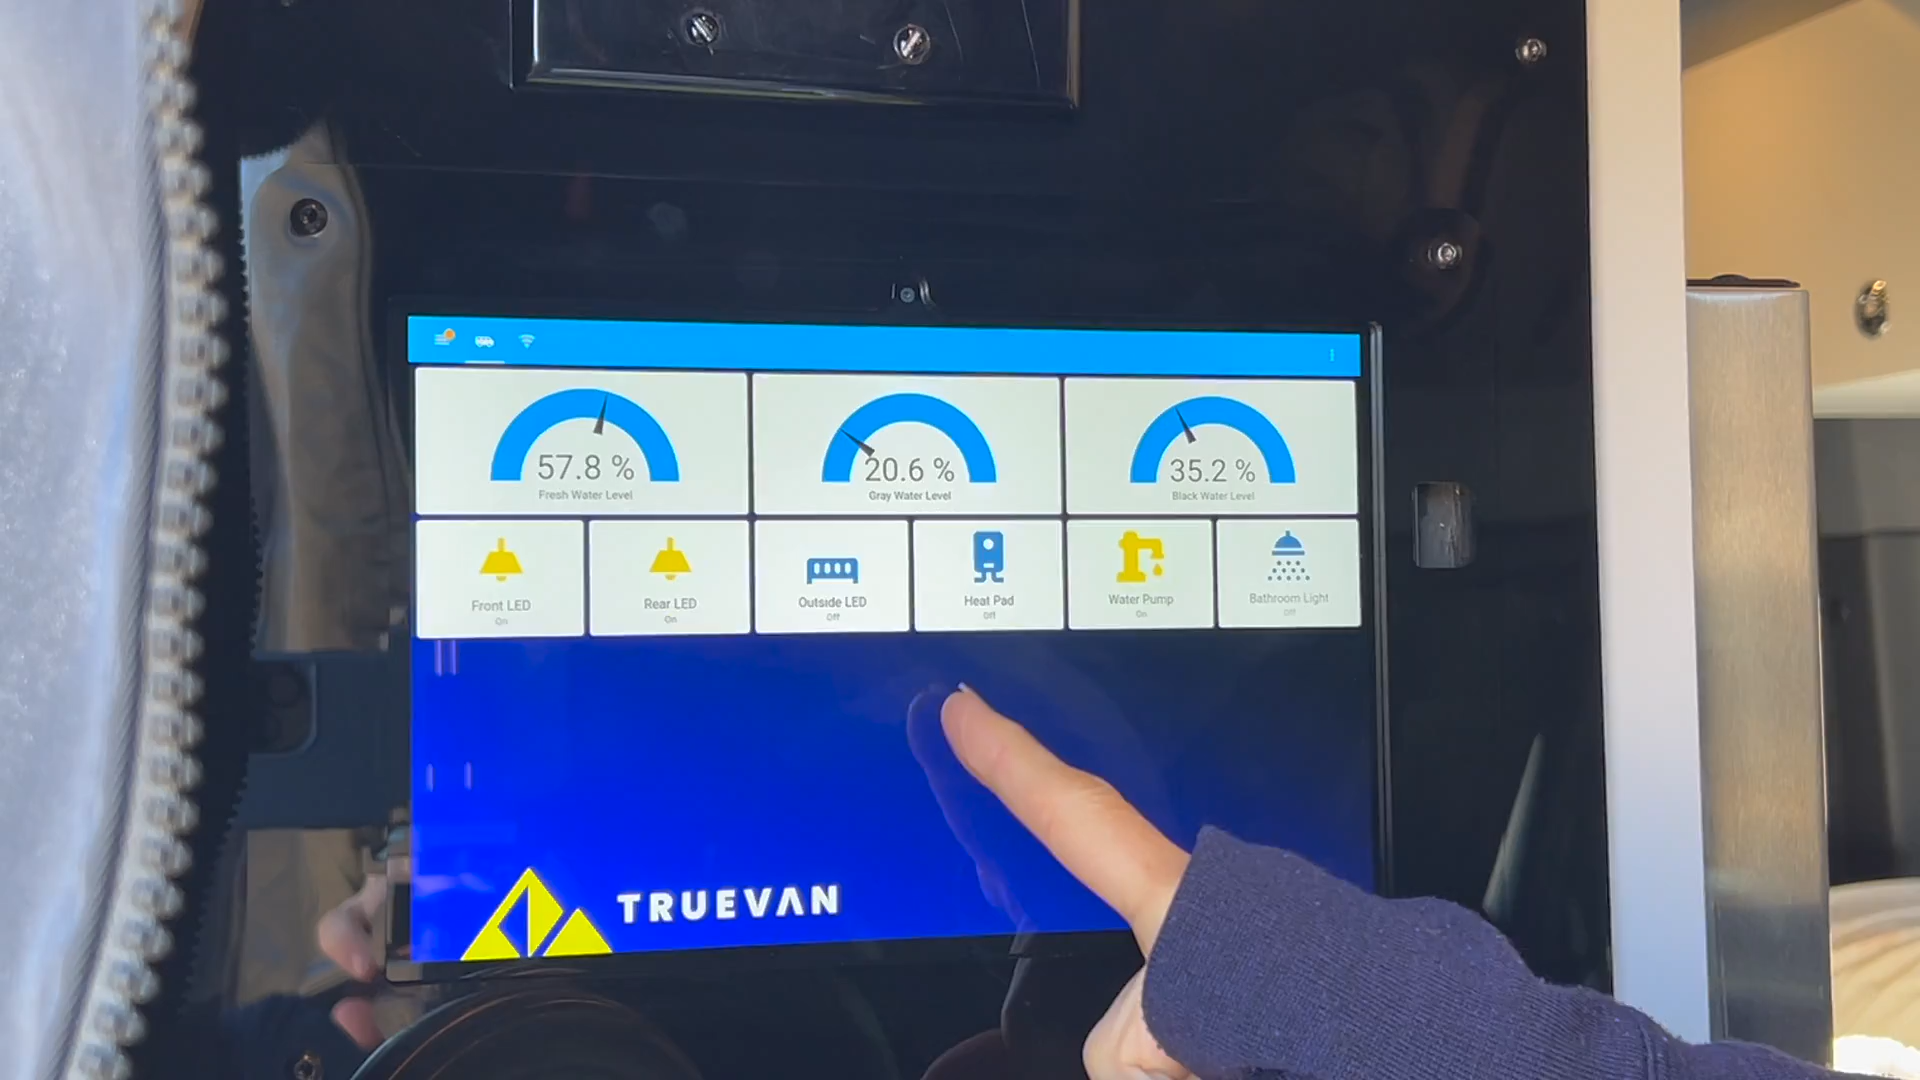 57.8 %
Fresh Water Level
20.6 %
Gray Water Level
35.2 %
Black Water Level
Front LED
On
Rear LED
On
Outside LED
Off
Heat Pad
Off
Water Pump
On
Bathroom Light
Off
TRUEVAN